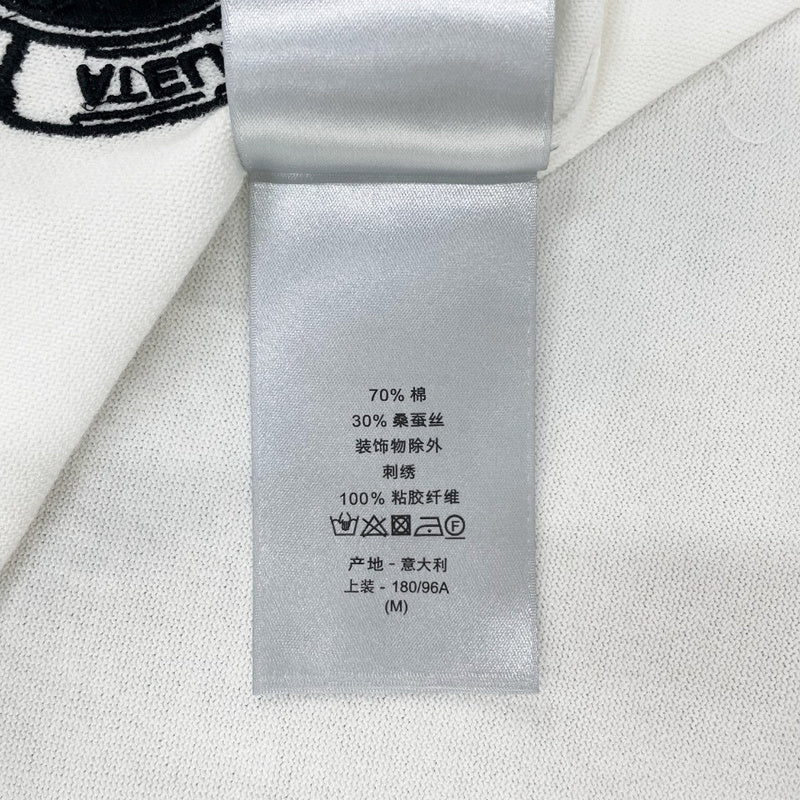 70% 棉
30% 桑蚕丝
装饰物除外
刺绣
100% 粘胶纤维
F
产地 - 意大利
上装 - 180/96A
(M)